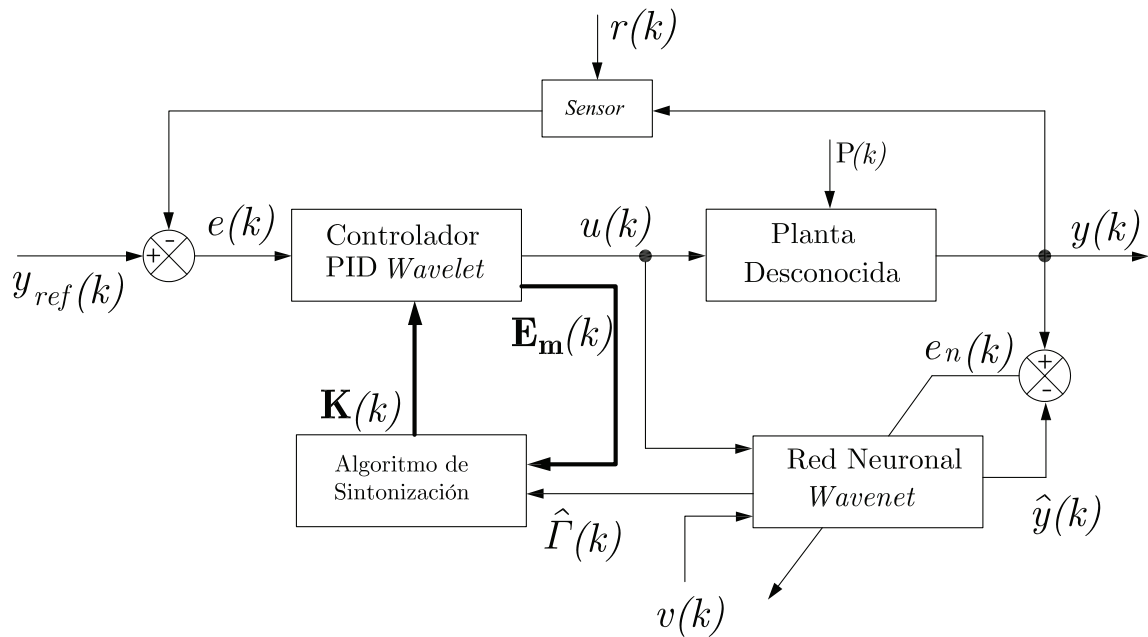 r(k)
Sensor
P(k)
e(k)
Controlador
PID Wavelet
u(k)
Planta
Desconocida
y(k)
+
-
y_ref(k)
E_m(k)
e_n(k)
+
-
K(k)
Algoritmo de
Sintonización
Red Neuronal
Wavenet
Γ̂(k)
ŷ(k)
v(k)